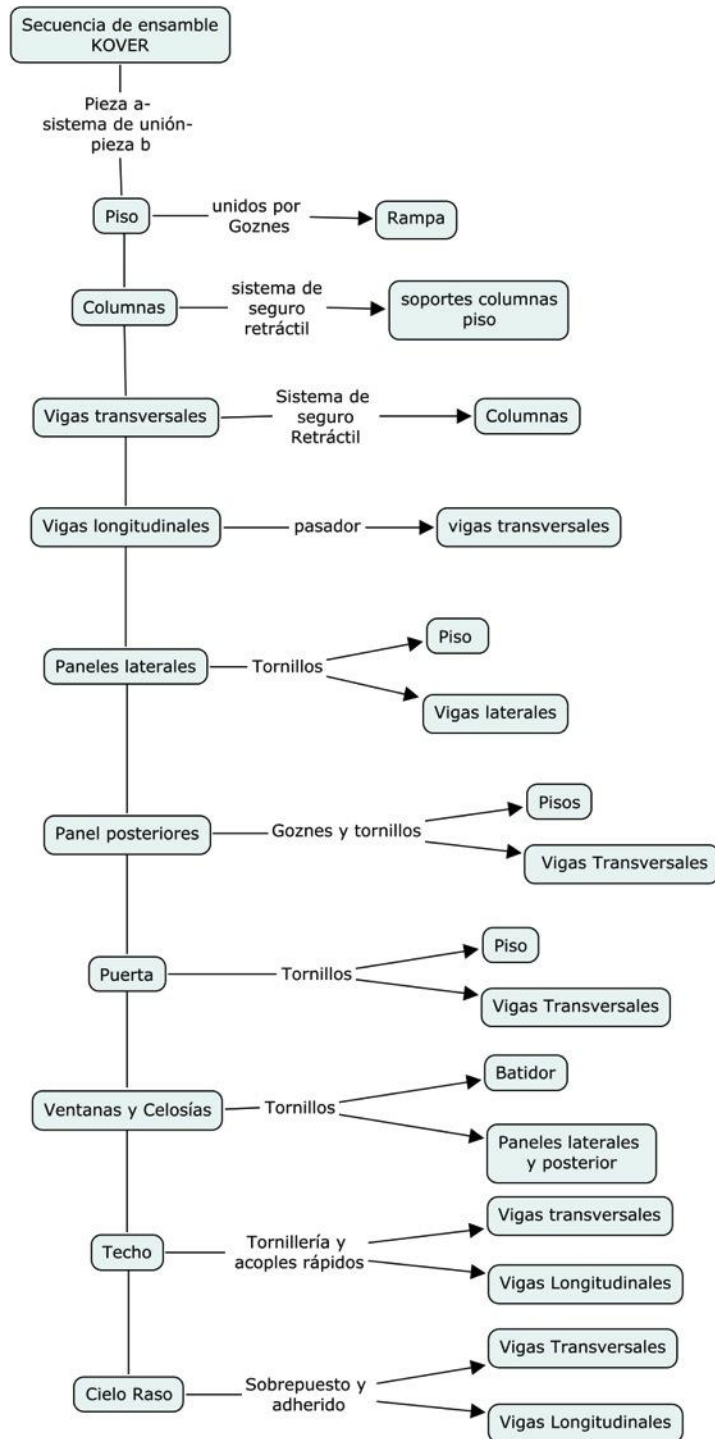 Secuencia de ensamble
KOVER
Pieza a-
sistema de unión-
pieza b
Piso
unidos por
Goznes
Rampa
Columnas
sistema de
seguro
retráctil
soportes columnas
piso
Vigas transversales
Sistema de
seguro
Retráctil
Columnas
Vigas longitudinales
pasador
vigas transversales
Paneles laterales
Tornillos
Piso
Vigas laterales
Panel posteriores
Goznes y tornillos
Pisos
Vigas Transversales
Puerta
Tornillos
Piso
Vigas Transversales
Ventanas y Celosías
Tornillos
Batidor
Paneles laterales
y posterior
Techo
Tornillería y
acoples rápidos
Vigas transversales
Vigas Longitudinales
Cielo Raso
Sobrepuesto y
adherido
Vigas Transversales
Vigas Longitudinales